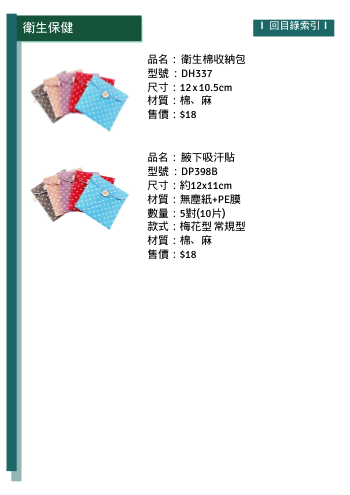 衛生保健
I 回目錄索引 I
品名：衛生棉收納包
型號：DH337
尺寸：12 x 10.5cm
材質：棉、麻
售價：$18
品名：腋下吸汗貼
型號：DP398B
尺寸：約12x11cm
材質：無塵紙+PE膜
數量：5對(10片)
款式：梅花型 常規型
材質：棉、麻
售價：$18